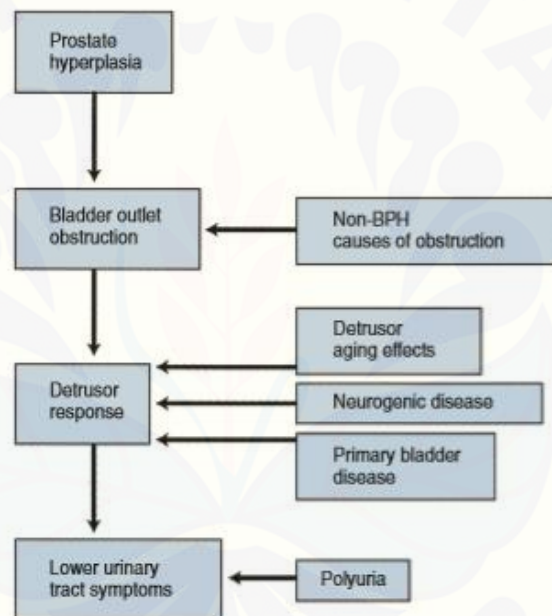 Prostate
hyperplasia
Bladder outlet
obstruction
Non-BPH
causes of obstruction
Detrusor
aging effects
Detrusor
response
Neurogenic disease
Primary bladder
disease
Lower urinary
tract symptoms
Polyuria